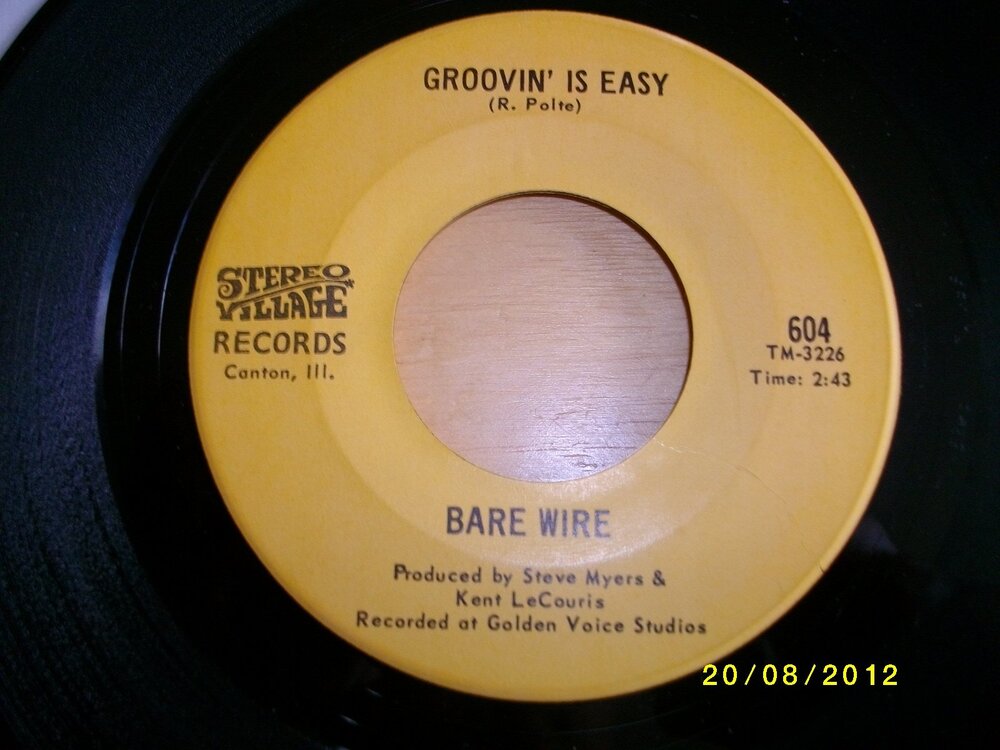 GROOVIN' IS EASY
(R. Polte)
STEREO
VILLAGE
RECORDS
Canton, Ill.
604
TM-3226
Time: 2:43
BARE WIRE
Produced by Steve Myers &
Kent LeCouris
Recorded at Golden Voice Studios
20/08/2012